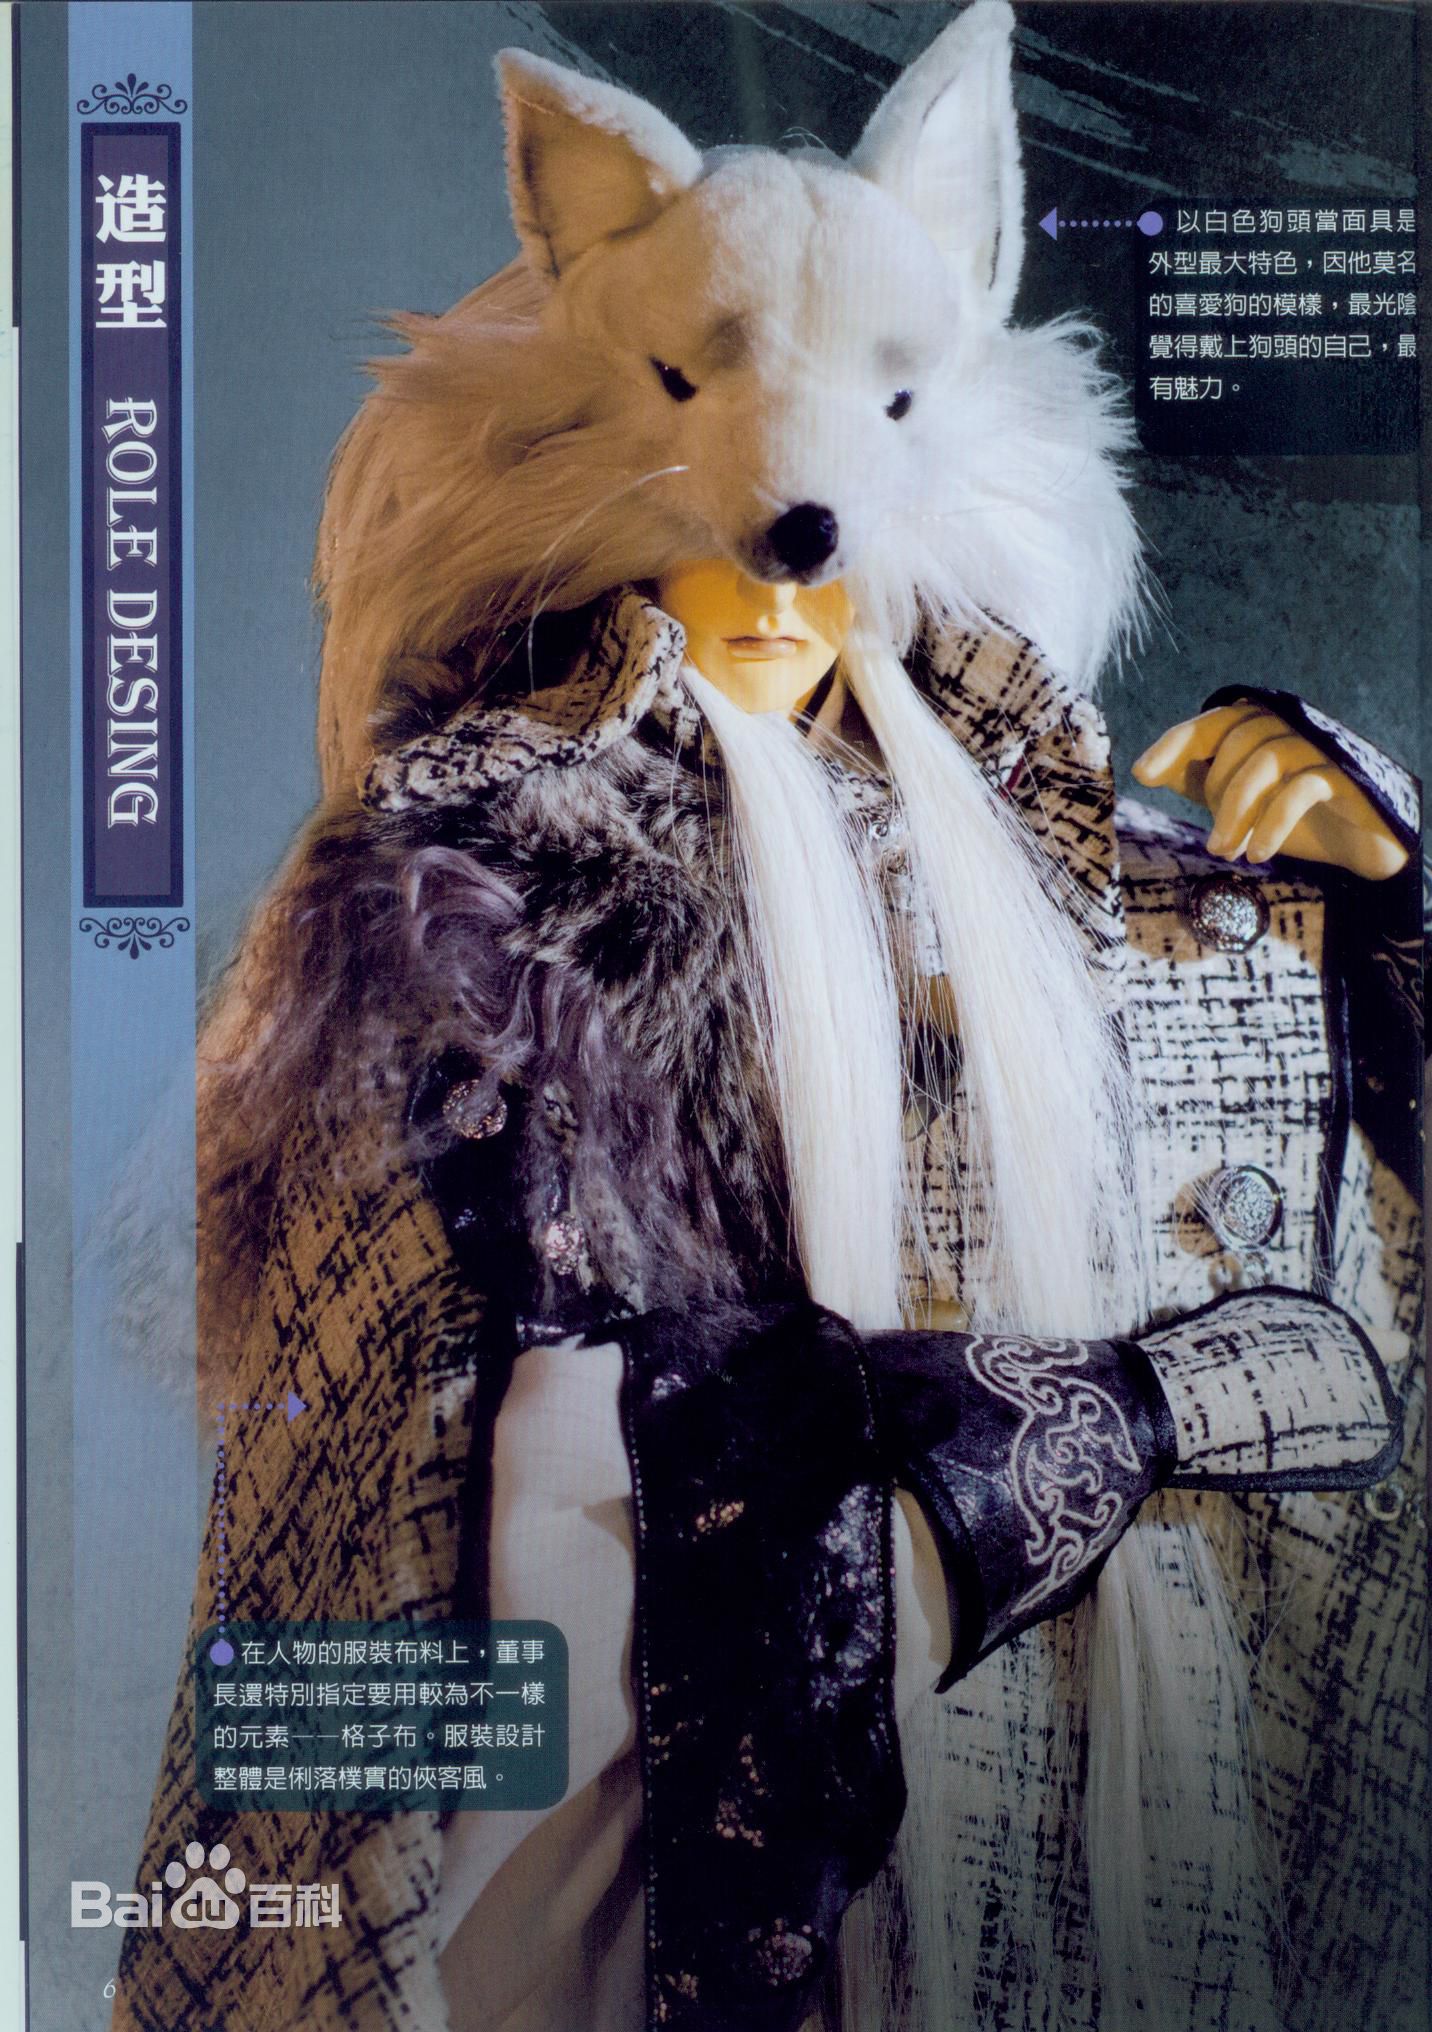 造型 ROLE DESING
以白色狗頭當面具是
外型最大特色，因他莫名
的喜愛狗的模樣，最光陰
覺得戴上狗頭的自己，最
有魅力。
在人物的服裝布料上，董事
長還特別指定要用較為不一樣
的元素——格子布。服裝設計
整體是俐落樸實的俠客風。
Bai du 百科
6